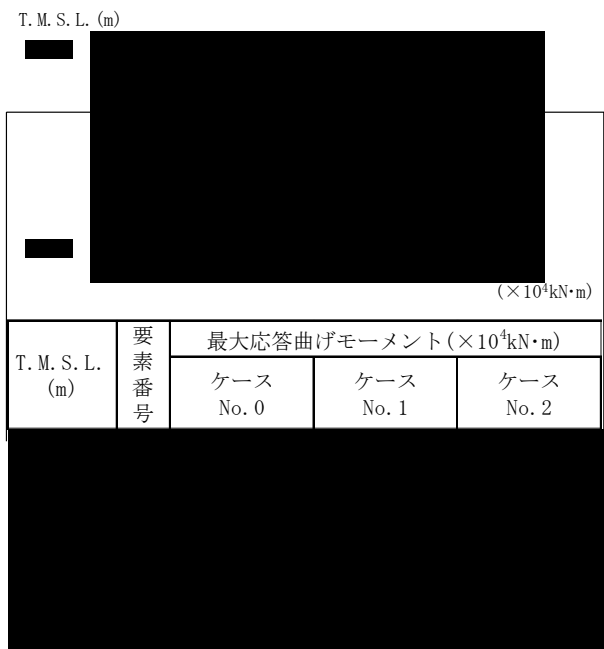 T.M.S.L.(m)
(×10⁴kN・m)
T.M.S.L.
(m)
要素番号
最大応答曲げモーメント(×10⁴kN・m)
ケース
No.0
ケース
No.1
ケース
No.2